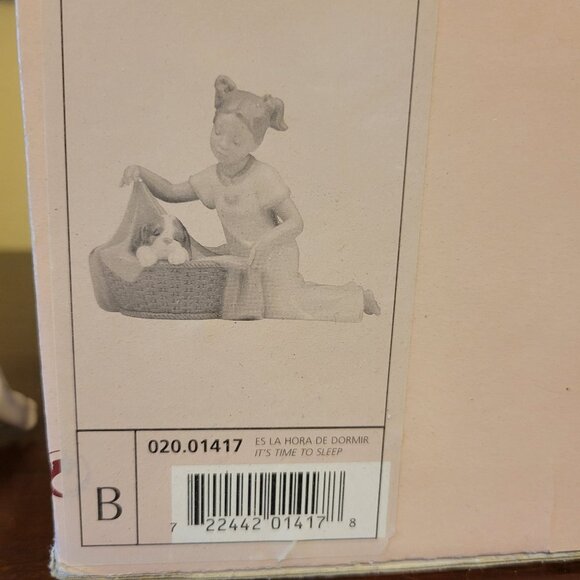 020.01417
ES LA HORA DE DORMIR
IT'S TIME TO SLEEP
B
7 22442 01417 8